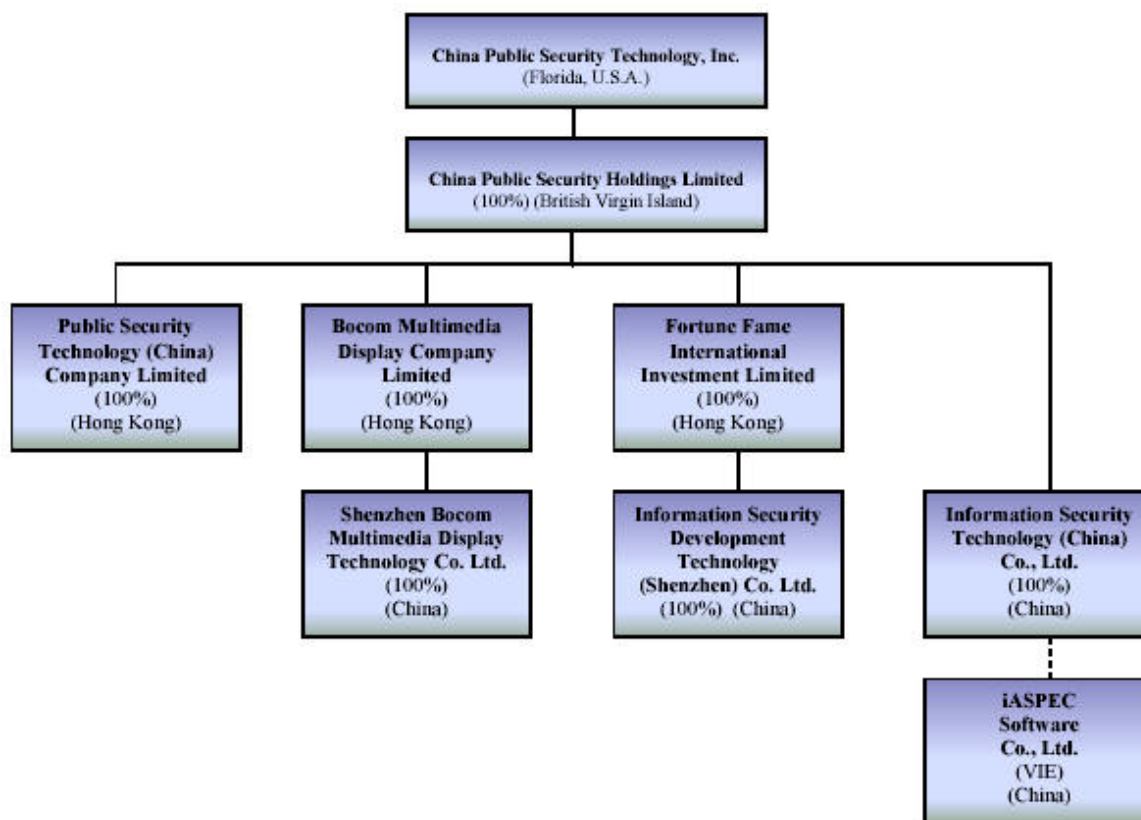 China Public Security Technology, Inc.
(Florida, U.S.A.)
China Public Security Holdings Limited
(100%) (British Virgin Island)
Public Security
Technology (China)
Company Limited
(100%)
(Hong Kong)
Bocom Multimedia
Display Company
Limited
(100%)
(Hong Kong)
Fortune Fame
International
Investment Limited
(100%)
(Hong Kong)
Shenzhen Bocom
Multimedia Display
Technology Co. Ltd.
(100%)
(China)
Information Security
Development
Technology
(Shenzhen) Co. Ltd.
(100%) (China)
Information Security
Technology (China)
Co., Ltd.
(100%)
(China)
iASPEC
Software
Co., Ltd.
(VIE)
(China)